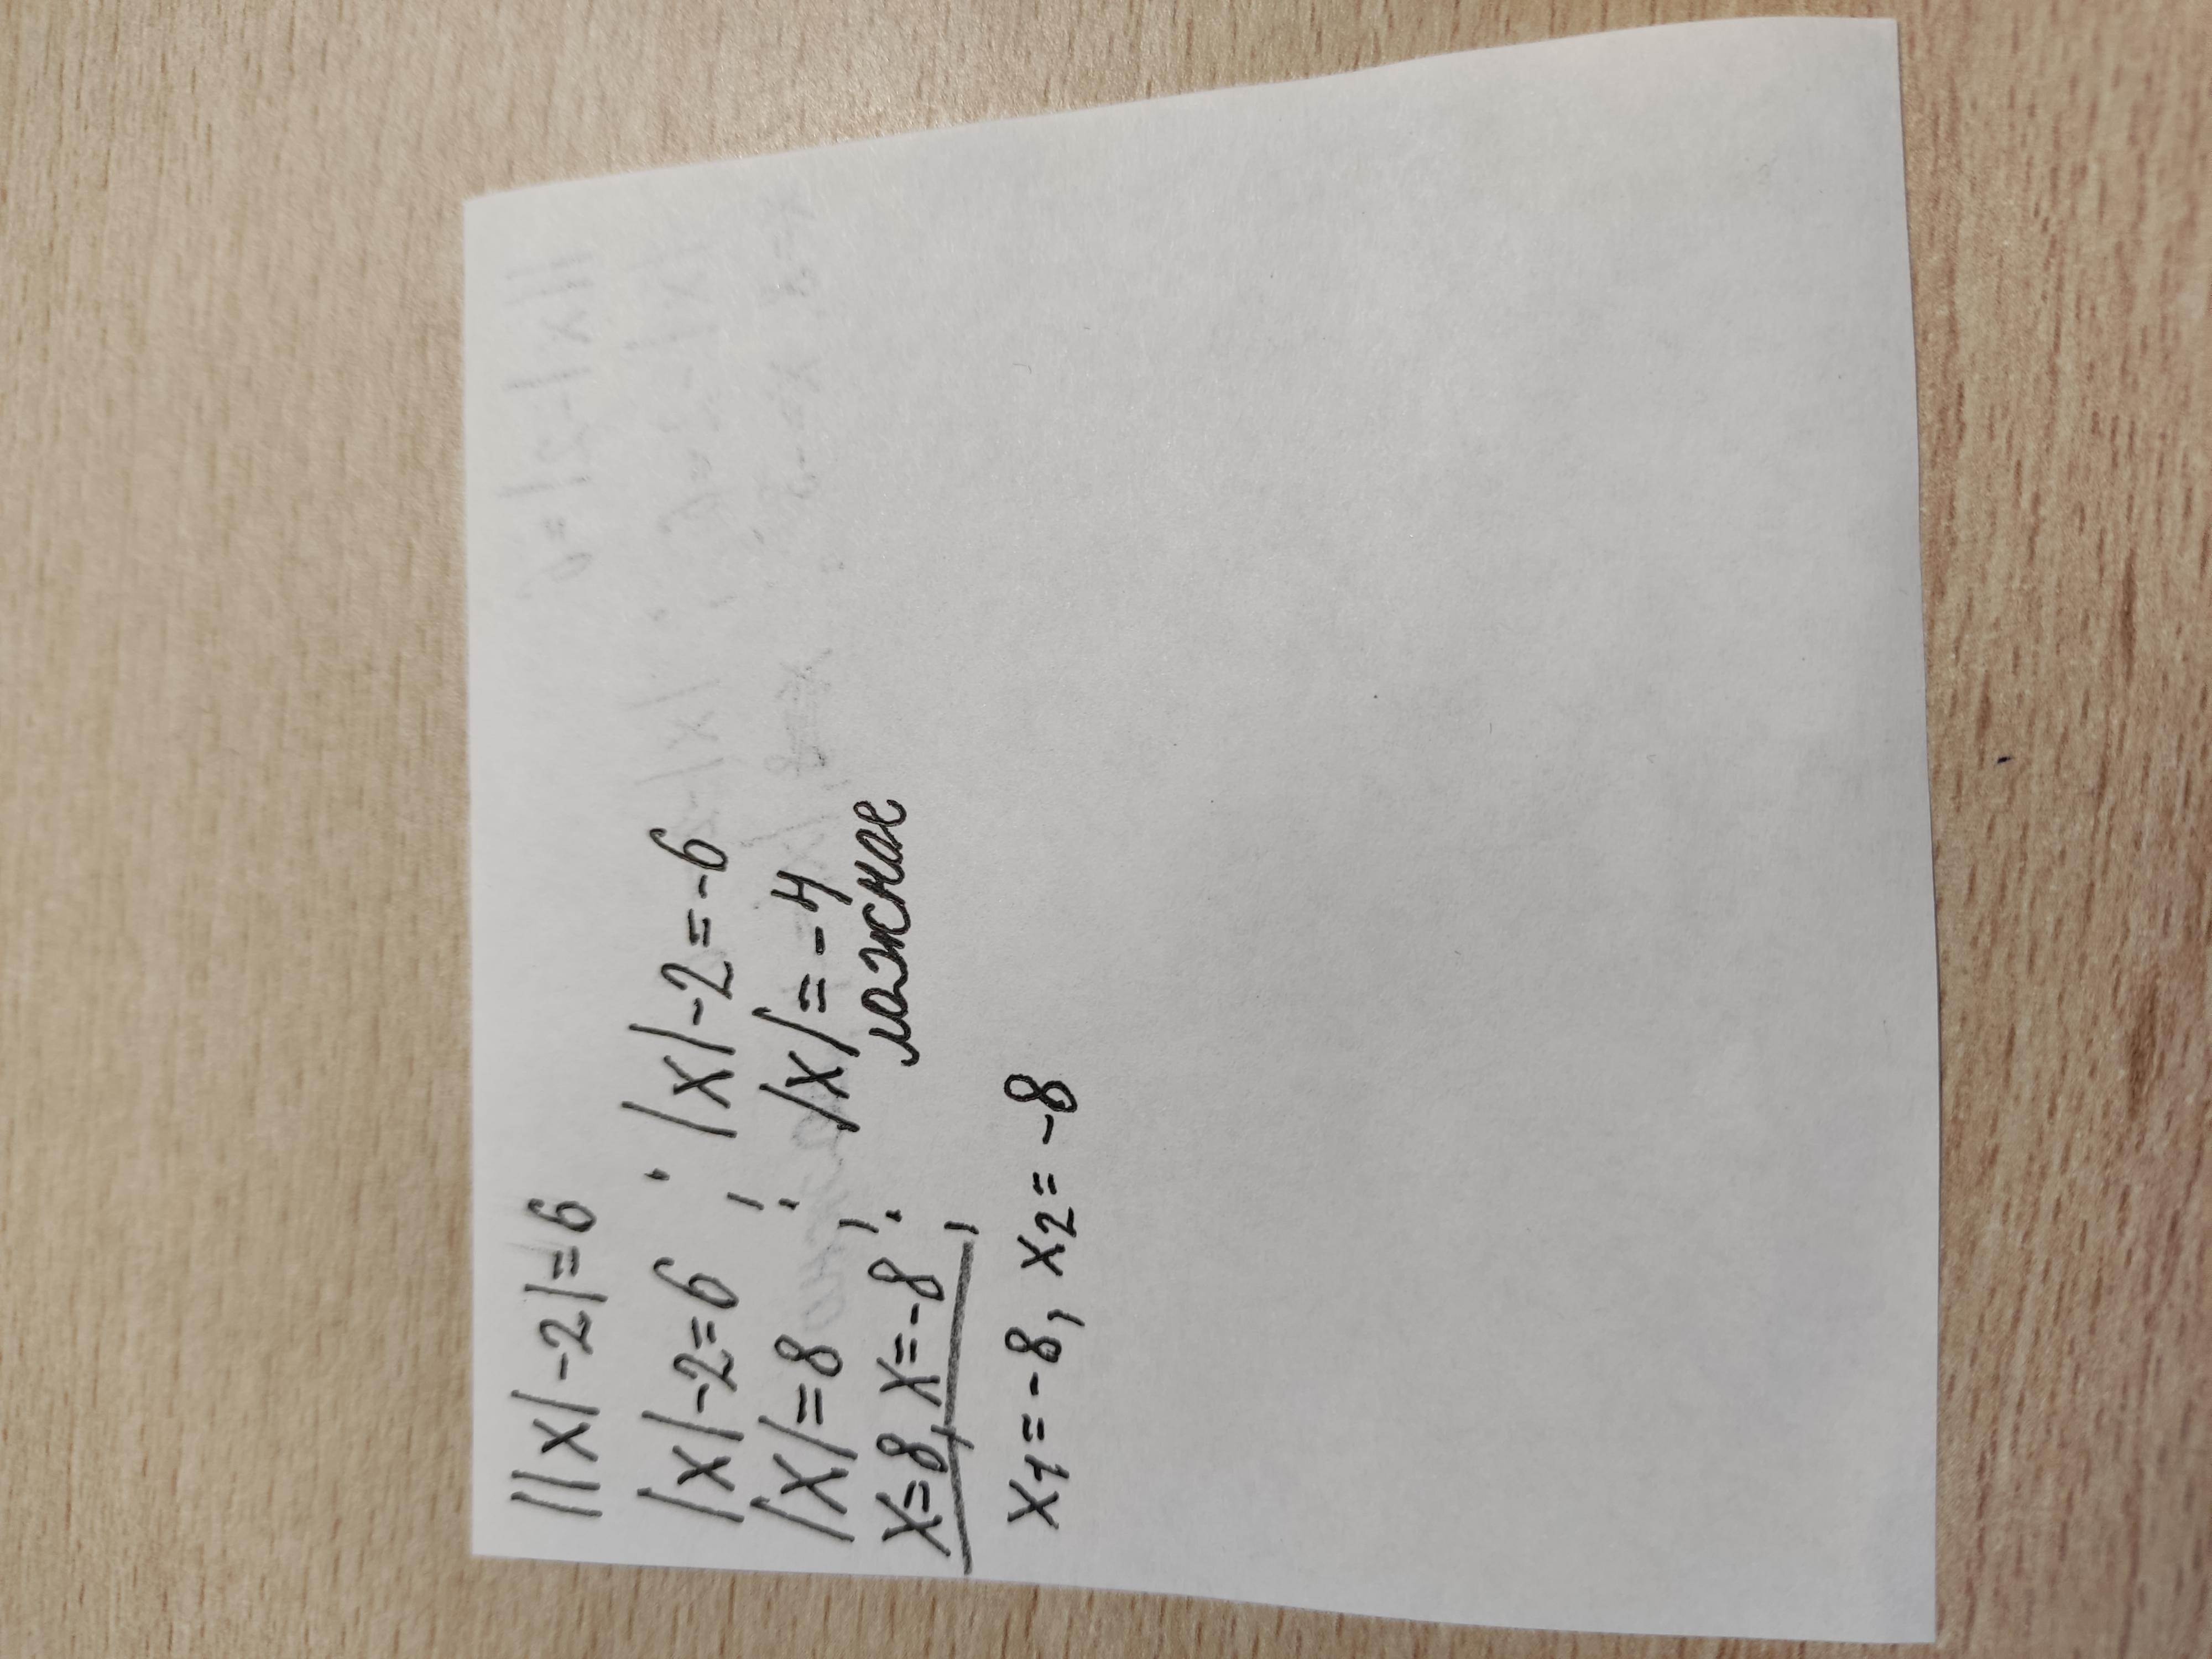 ||x|-2|=6
|x|-2=6 ; |x|-2=-6
|x|=8 ; |x|=-4
x=8, x=-8 ; ложное
x1=-8, x2=-8